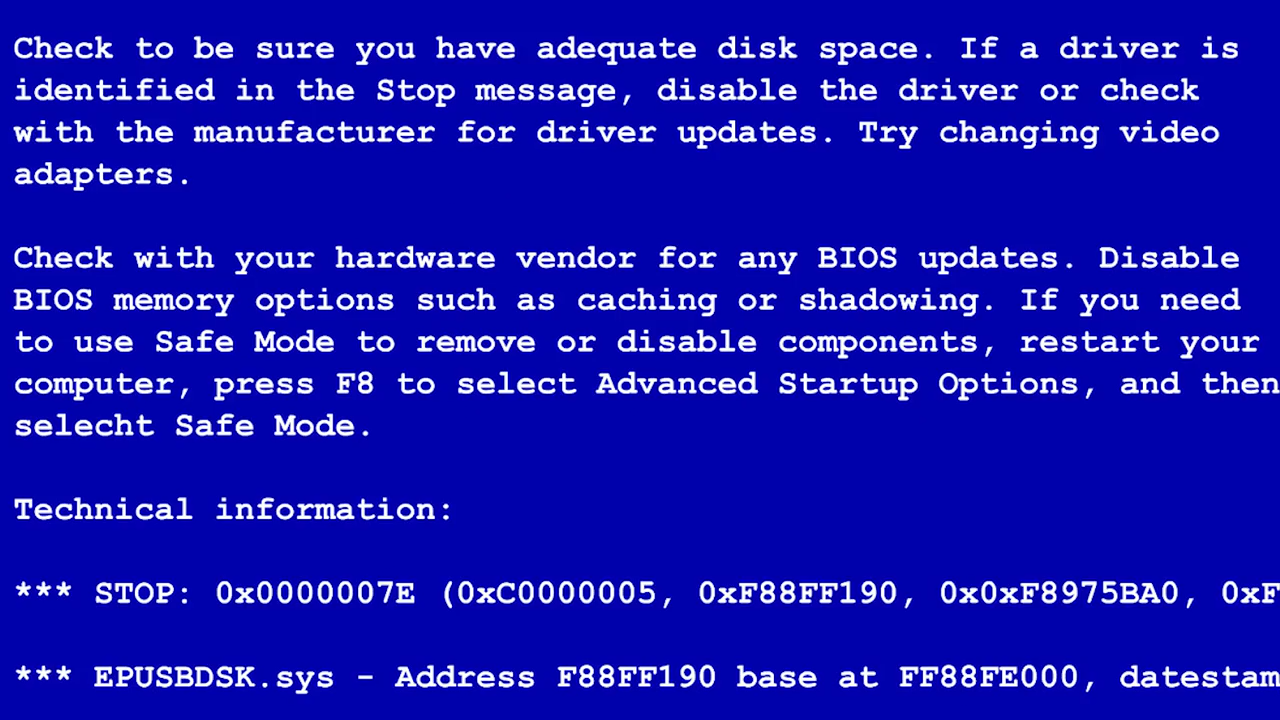 Check to be sure you have adequate disk space. If a driver is
identified in the Stop message, disable the driver or check
with the manufacturer for driver updates. Try changing video
adapters.
Check with your hardware vendor for any BIOS updates. Disable
BIOS memory options such as caching or shadowing. If you need
to use Safe Mode to remove or disable components, restart your
computer, press F8 to select Advanced Startup Options, and then
selecht Safe Mode.
Technical information:
*** STOP: 0x0000007E (0xC0000005, 0xF88FF190, 0x0xF8975BA0, 0xF
*** EPUSBDSK.sys - Address F88FF190 base at FF88FE000, datestam